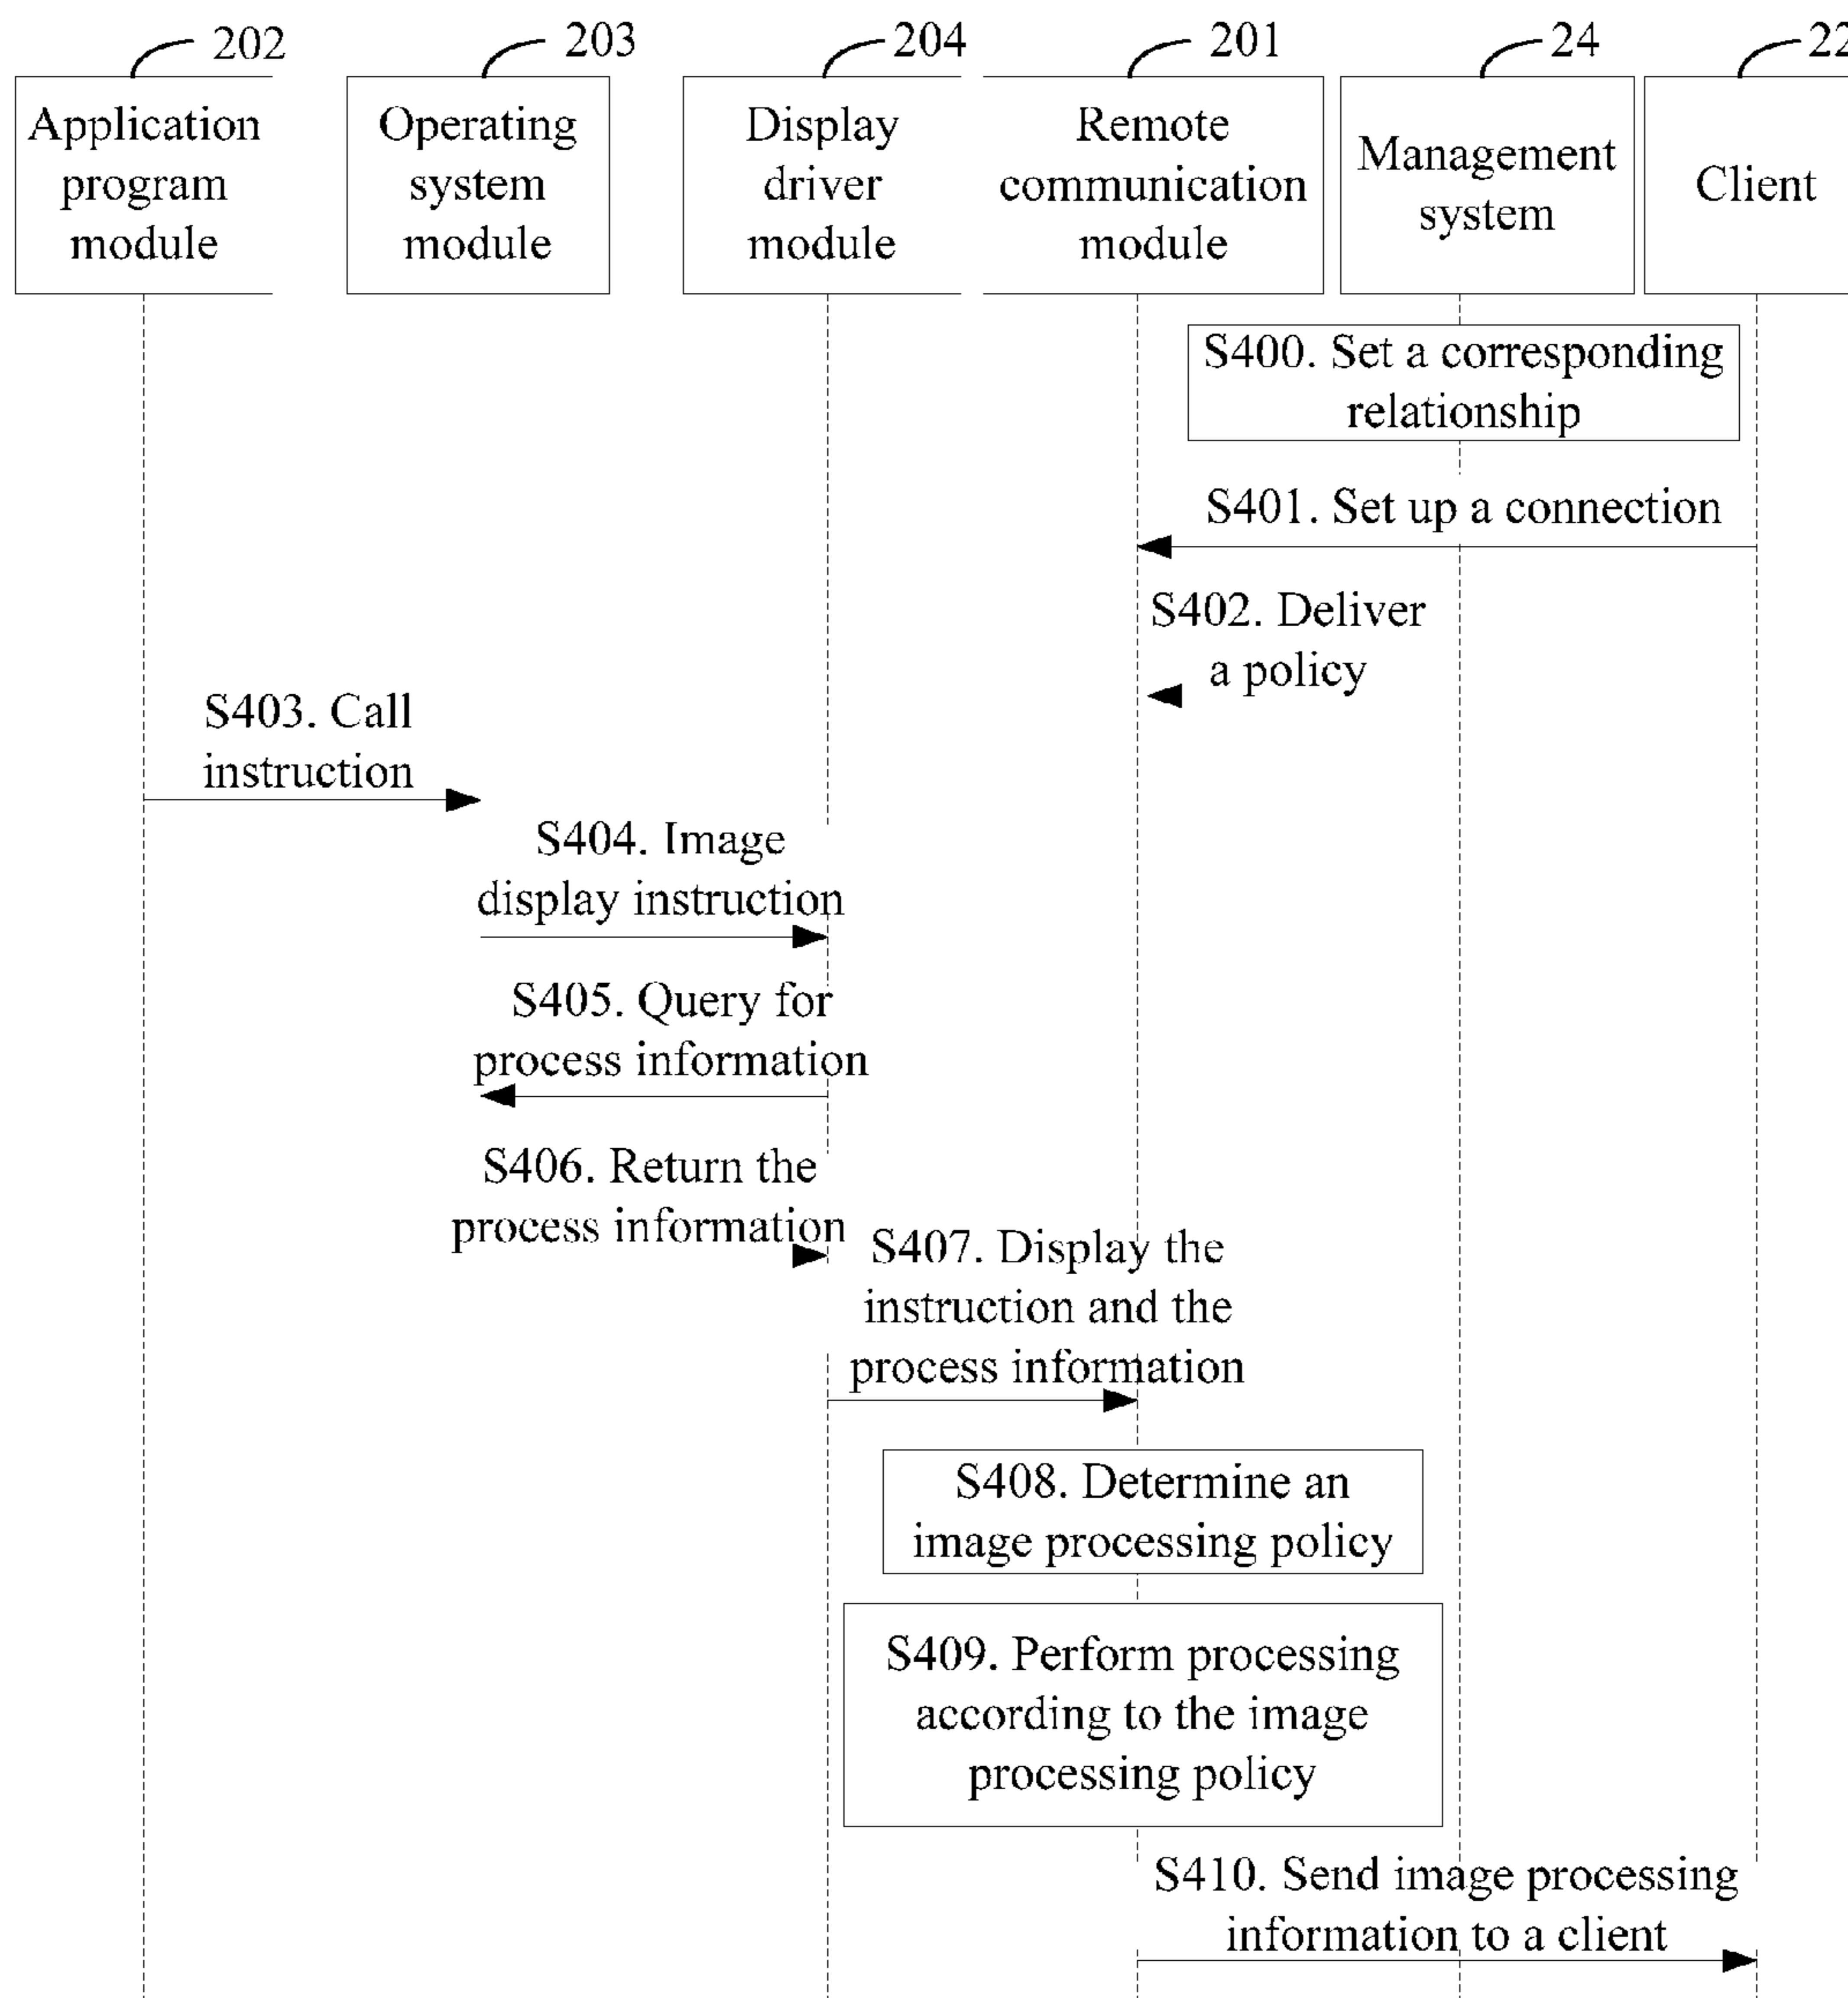 202
203
204
201
24
22
Application
program
module
Operating
system
module
Display
driver
module
Remote
communication
module
Management
system
Client
S400. Set a corresponding
relationship
S401. Set up a connection
S402. Deliver
a policy
S403. Call
instruction
S404. Image
display instruction
S405. Query for
process information
S406. Return the
process information
S407. Display the
instruction and the
process information
S408. Determine an
image processing policy
S409. Perform processing
according to the image
processing policy
S410. Send image processing
information to a client